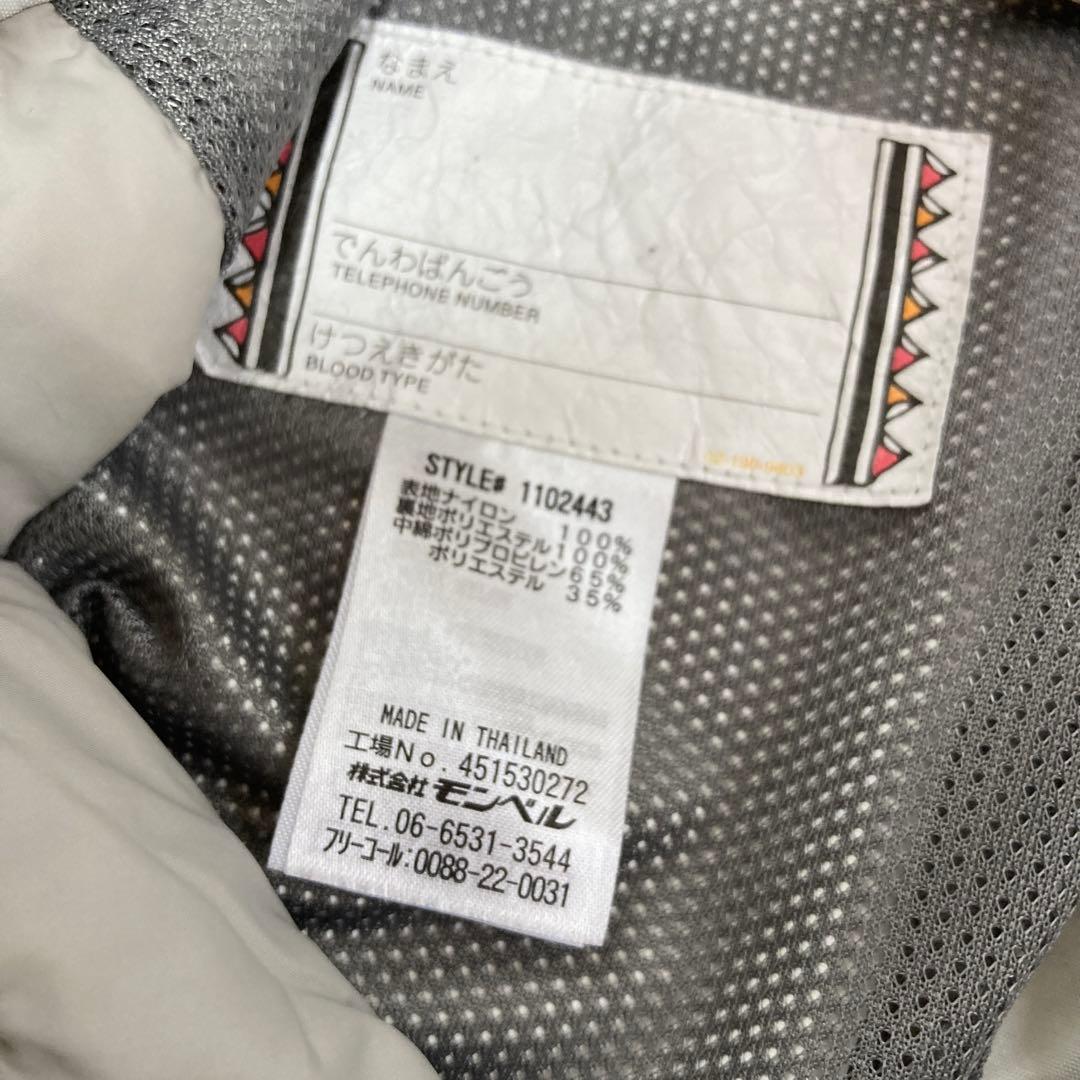 なまえ
NAME
でんわばんごう
TELEPHONE NUMBER
けつえきがた
BLOOD TYPE
STYLE# 1102443
表地ナイロン 100%
裏地ポリエステル100%
中綿ポリプロピレン65%
ポリエステル 35%
MADE IN THAILAND
工場No.451530272
株式会社 モンベル
TEL.06-6531-3544
フリーコール:0088-22-0031